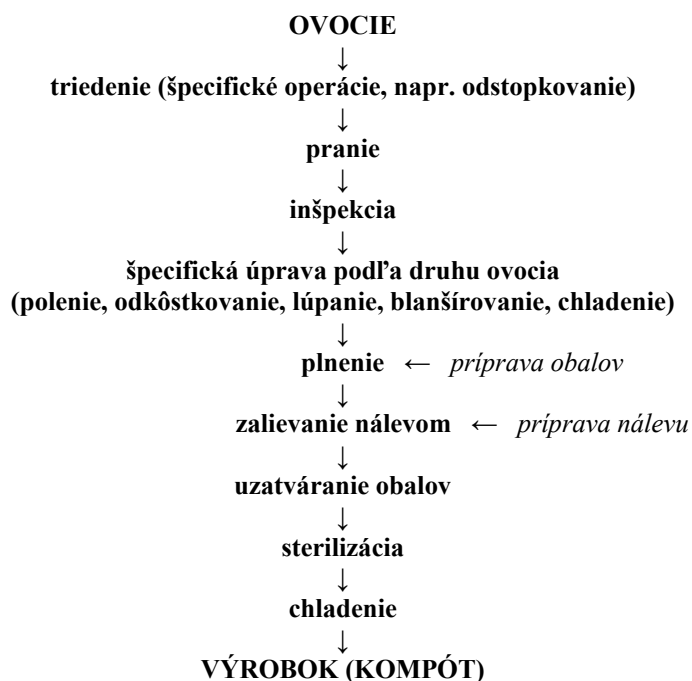 OVOCIE
↓
triedenie (špecifické operácie, napr. odstopkovanie)
↓
pranie
↓
inšpekcia
↓
špecifická úprava podľa druhu ovocia
(polenie, odkôstkovanie, lúpanie, blanšírovanie, chladenie)
↓
plnenie ← príprava obalov
↓
zalievanie nálevom ← príprava nálevu
↓
uzatváranie obalov
↓
sterilizácia
↓
chladenie
↓
VÝROBOK (KOMPÓT)